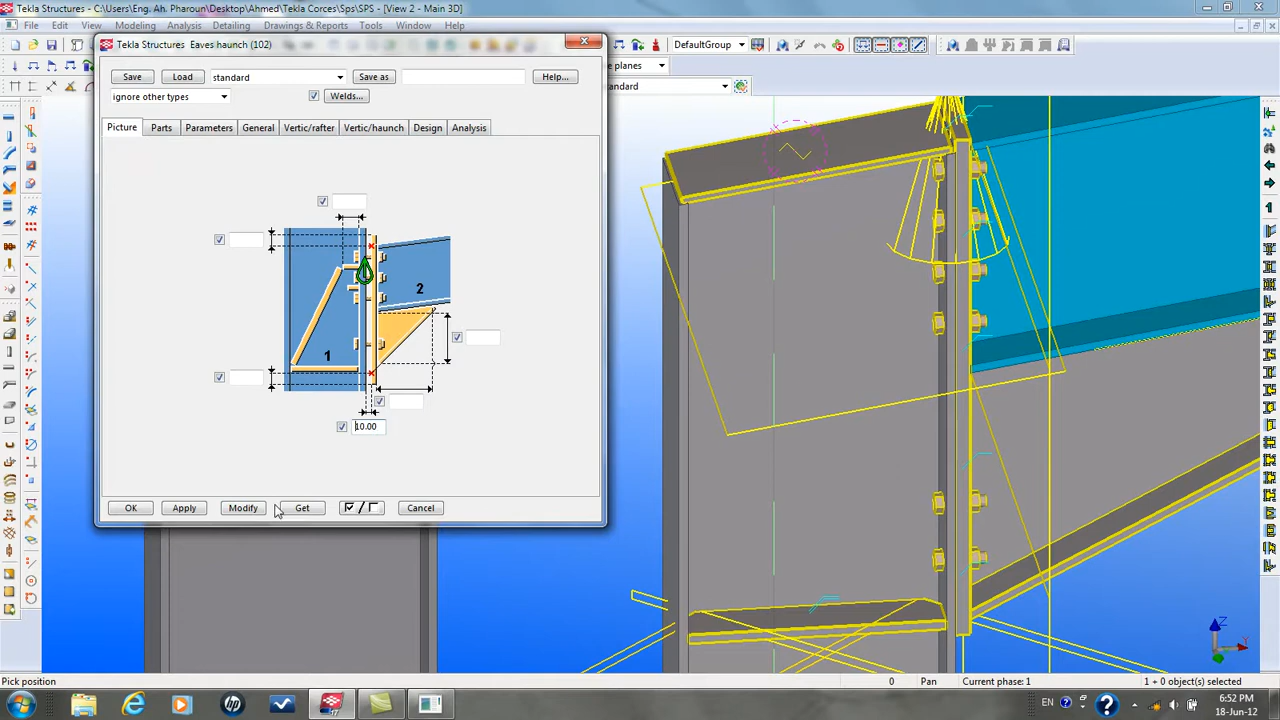 Tekla Structures - C:\Users\Eng. Ah. Pharoun\Desktop\Ahmed\Tekla Corces\Sps\SPS - [View 2 - Main 3D]
File Edit View Modeling Analysis Detailing Drawings & Reports Tools Window Help
Tekla Structures Eaves haunch (102)
DefaultGroup
e planes
andard
Save Load standard Save as Help...
ignore other types Welds...
Picture Parts Parameters General Vertic/rafter Vertic/haunch Design Analysis
2
1
10.00
OK Apply Modify Get / Cancel
Z
Pick position 0 Pan Current phase: 1 1 + 0 object(s) selected
EN ? 6:52 PM
18-Jun-12